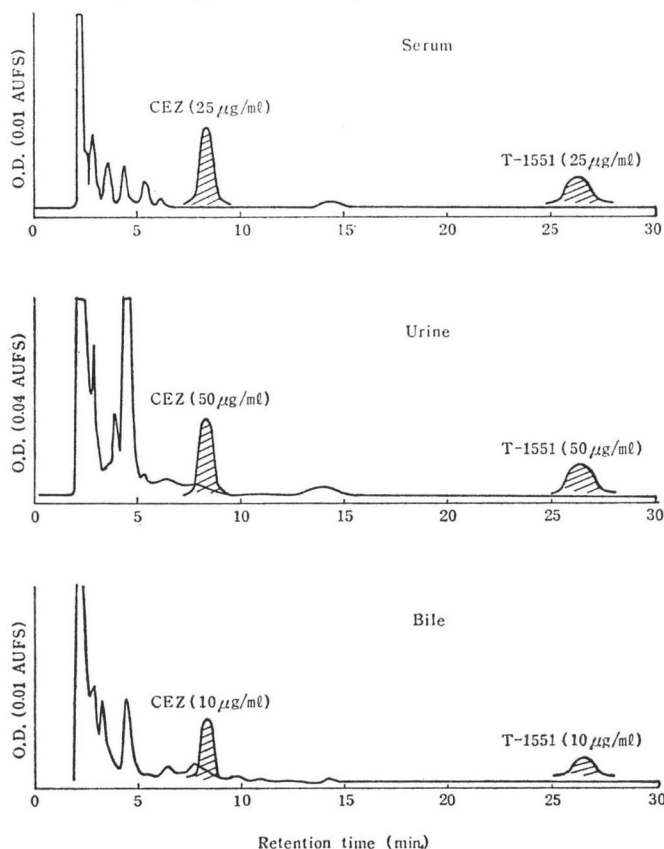 Serum
O.D. (0.01 AUFS)
CEZ (25 μg/ml)
T-1551 (25 μg/ml)
0 5 10 15 20 25 30
Urine
O.D. (0.04 AUFS)
CEZ (50 μg/ml)
T-1551 (50 μg/ml)
0 5 10 15 20 25 30
Bile
O.D. (0.01 AUFS)
CEZ (10 μg/ml)
T-1551 (10 μg/ml)
0 5 10 15 20 25 30
Retention time (min.)